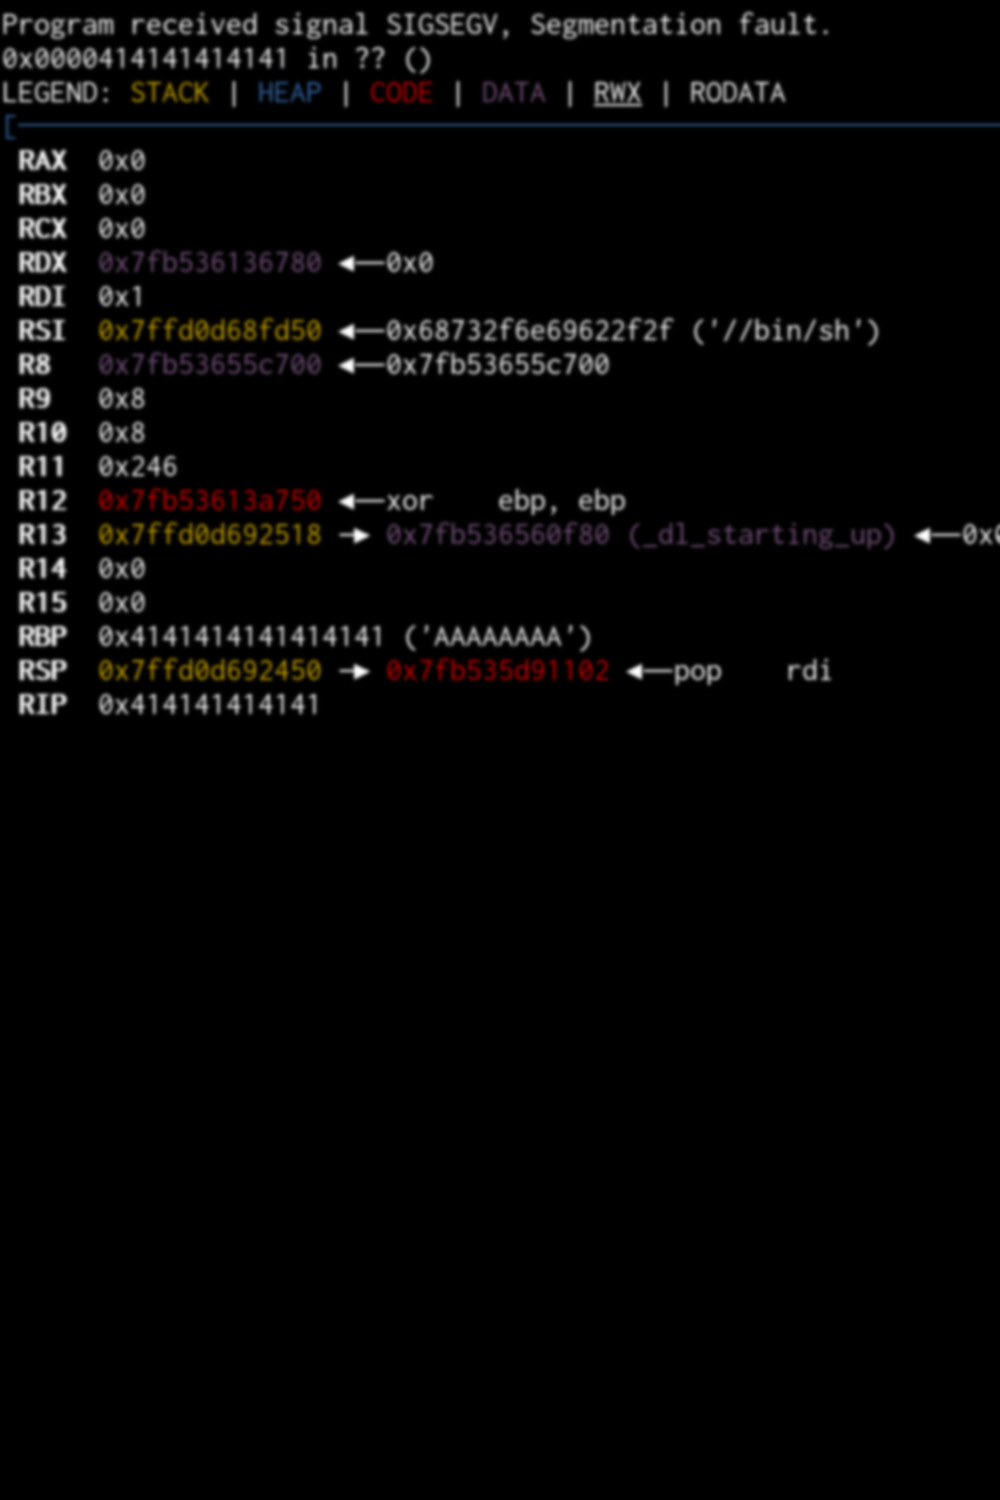 Program received signal SIGSEGV, Segmentation fault.
0x0000414141414141 in ?? ()
LEGEND: STACK | HEAP | CODE | DATA | RWX | RODATA
[
RAX 0x0
RBX 0x0
RCX 0x0
RDX 0x7fb536136780 ◄—0x0
RDI 0x1
RSI 0x7ffd0d68fd50 ◄—0x68732f6e69622f2f ('//bin/sh')
R8 0x7fb53655c700 ◄—0x7fb53655c700
R9 0x8
R10 0x8
R11 0x246
R12 0x7fb53613a750 ◄—xor ebp, ebp
R13 0x7ffd0d692518 —► 0x7fb536560f80 (_dl_starting_up) ◄—0x0
R14 0x0
R15 0x0
RBP 0x4141414141414141 ('AAAAAAAA')
RSP 0x7ffd0d692450 —► 0x7fb535d91102 ◄—pop rdi
RIP 0x414141414141